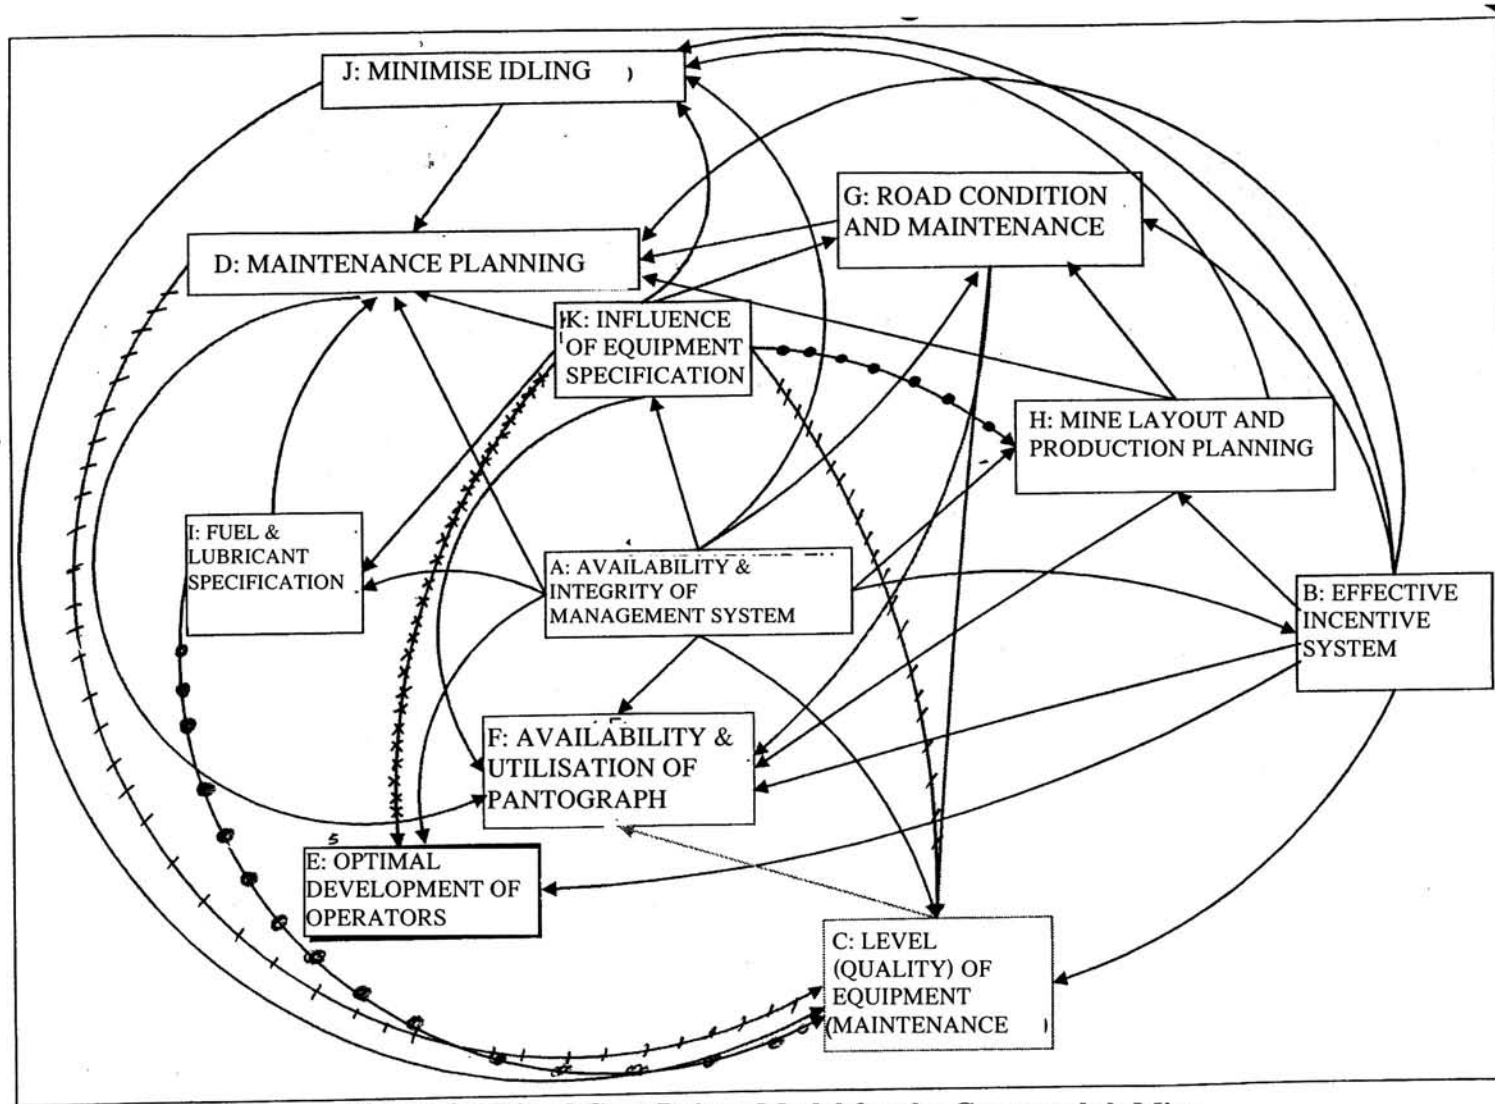 J: MINIMISE IDLING )
G: ROAD CONDITION
AND MAINTENANCE
D: MAINTENANCE PLANNING
K: INFLUENCE
OF EQUIPMENT
SPECIFICATION
H: MINE LAYOUT AND
PRODUCTION PLANNING
I: FUEL &
LUBRICANT
SPECIFICATION
A: AVAILABILITY &
INTEGRITY OF
MANAGEMENT SYSTEM
B: EFFECTIVE
INCENTIVE
SYSTEM
F: AVAILABILITY &
UTILISATION OF
PANTOGRAPH
5
E: OPTIMAL
DEVELOPMENT OF
OPERATORS
C: LEVEL
(QUALITY) OF
EQUIPMENT
(MAINTENANCE )